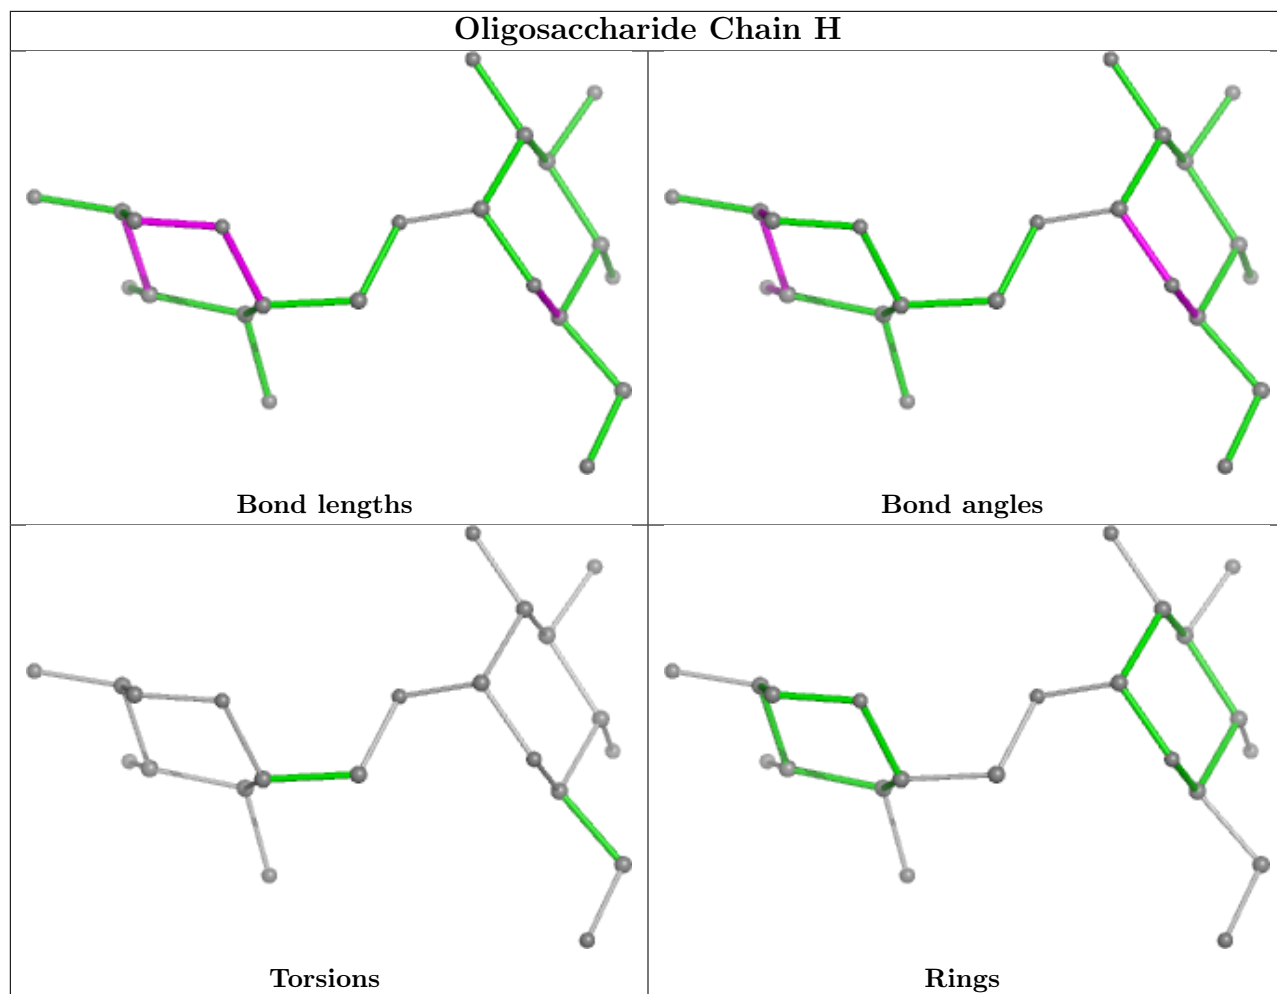 Oligosaccharide Chain H
Bond lengths
Bond angles
Torsions
Rings